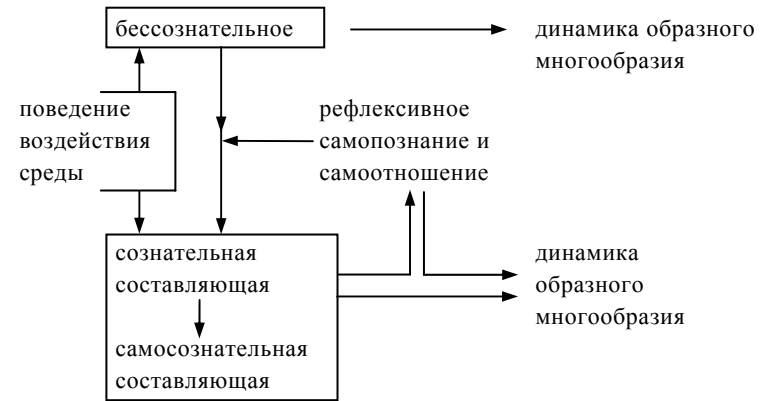 бессознательное
динамика образного
многообразия
поведение
воздействия
среды
рефлексивное
самопознание и
самоотношение
сознательная
составляющая
самосознательная
составляющая
динамика
образного
многообразия